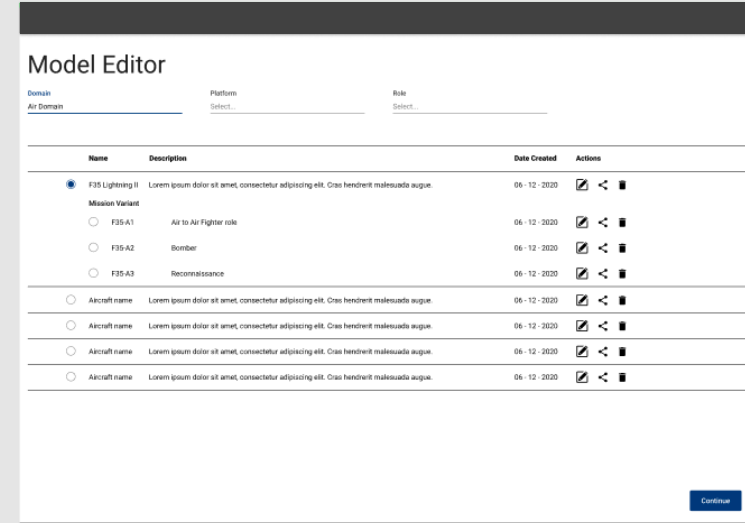 Model Editor
Domain Platform Role
Air Domain Select... Select...
Name Description Date Created Actions
F35 Lightning II Lorem ipsum dolor sit amet, consectetur adipiscing elit. Cras hendrerit malesuada augue. 06 - 12 - 2020
Mission Variant
F35-A1 Air to Air Fighter role 06 - 12 - 2020
F35-A2 Bomber 06 - 12 - 2020
F35-A3 Reconnaissance 06 - 12 - 2020
Aircraft name Lorem ipsum dolor sit amet, consectetur adipiscing elit. Cras hendrerit malesuada augue. 06 - 12 - 2020
Aircraft name Lorem ipsum dolor sit amet, consectetur adipiscing elit. Cras hendrerit malesuada augue. 06 - 12 - 2020
Aircraft name Lorem ipsum dolor sit amet, consectetur adipiscing elit. Cras hendrerit malesuada augue. 06 - 12 - 2020
Aircraft name Lorem ipsum dolor sit amet, consectetur adipiscing elit. Cras hendrerit malesuada augue. 06 - 12 - 2020
Continue